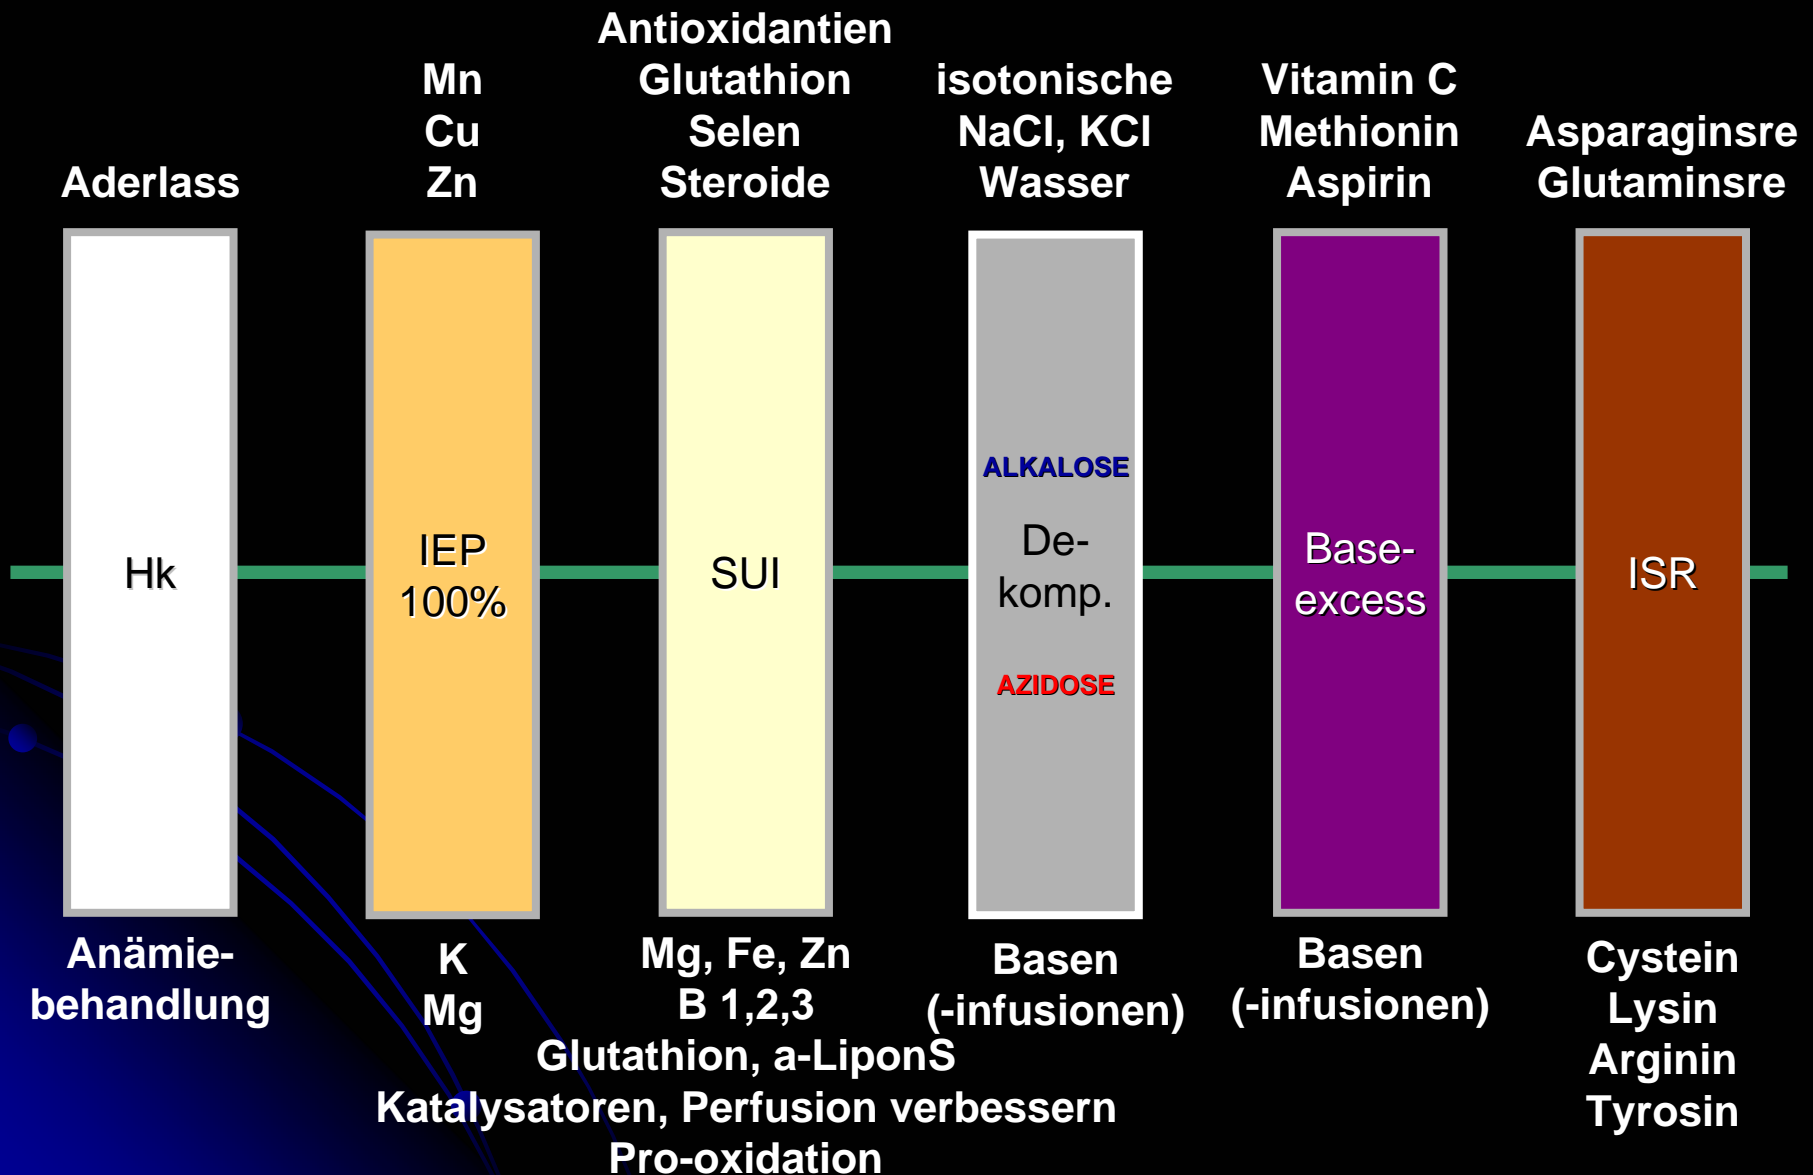 Aderlass
Mn
Cu
Zn
Antioxidantien
Glutathion
Selen
Steroide
isotonische
NaCl, KCl
Wasser
Vitamin C
Methionin
Aspirin
Asparaginsre
Glutaminsre
Hk
IEP
100%
SUI
ALKALOSE
De-
komp.
AZIDOSE
Base-
excess
ISR
Anämie-
behandlung
K
Mg
Mg, Fe, Zn
B 1,2,3
Glutathion, a-LiponS
Katalysatoren, Perfusion verbessern
Pro-oxidation
Basen
(-infusionen)
Basen
(-infusionen)
Cystein
Lysin
Arginin
Tyrosin